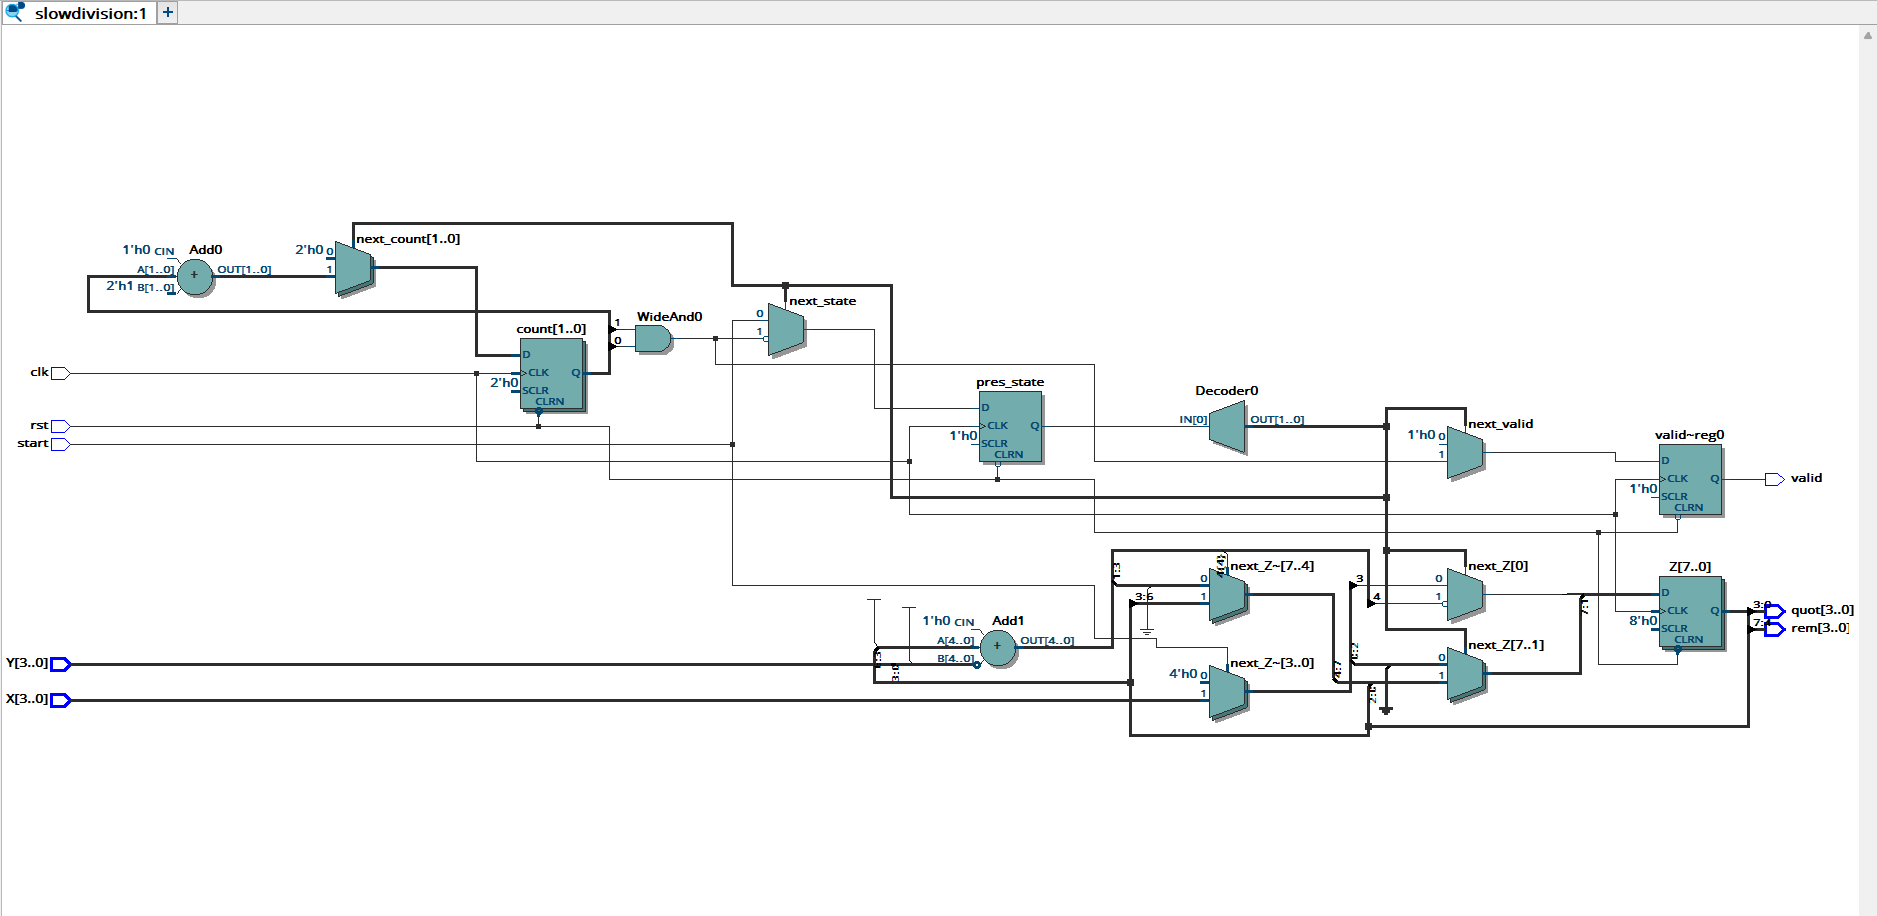 slowdivision:1
+
1'h0 CIN
Add0
A[1..0]
+
OUT[1..0]
2'h1 B[1..0]
2'h0 0
1
next_count[1..0]
count[1..0]
D
CLK
Q
2'h0
SCLR
CLRN
1
0
WideAnd0
next_state
0
1
clk
rst
start
pres_state
D
CLK
Q
1'h0
SCLR
CLRN
Decoder0
IN[0]
OUT[1..0]
next_valid
1'h0 0
1
valid~reg0
D
CLK
Q
1'h0
SCLR
CLRN
valid
1:3
next_Z~[7..4]
0
1
3:6
3
4
next_Z[0]
0
1
Z[7..0]
D
CLK
Q
8'h0
SCLR
CLRN
quot[3..0]
rem[3..0]
7:1
1'h0 CIN
Add1
A[4..0]
+
OUT[4..0]
B[4..0]
Y[3..0]
X[3..0]
next_Z~[3..0]
4'h0 0
1
4:7
next_Z[7..1]
0
1